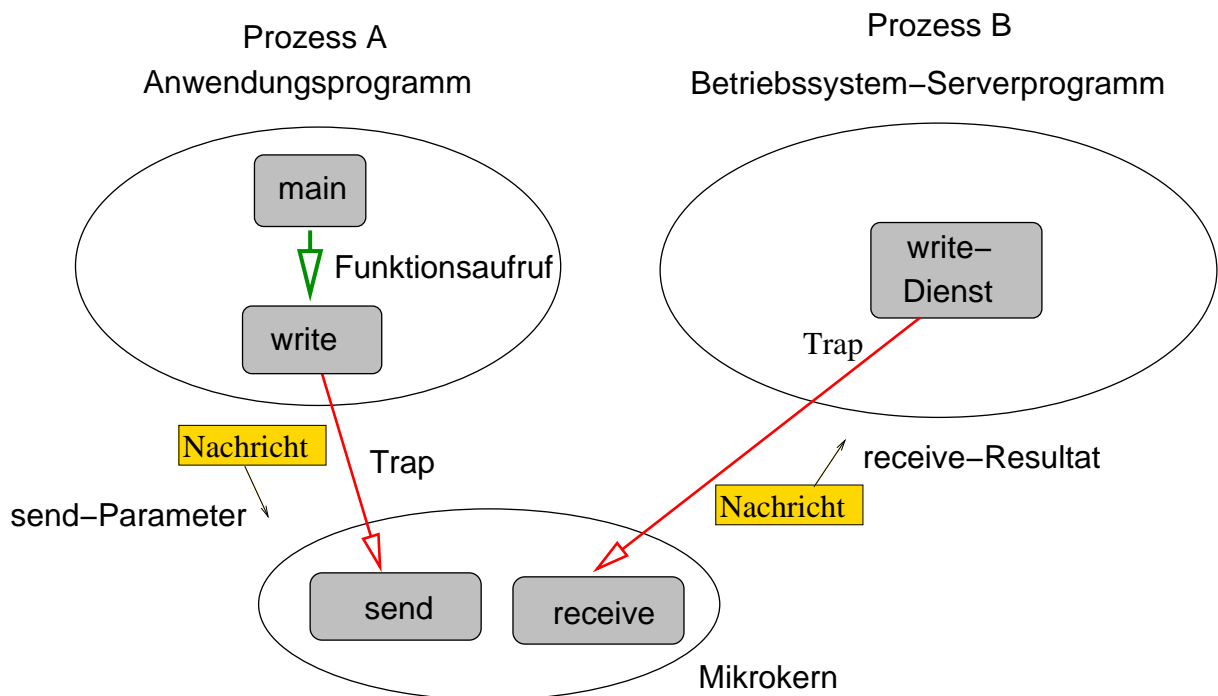 Prozess A
Anwendungsprogramm
Prozess B
Betriebssystem−Serverprogramm
main
Funktionsaufruf
write
write−
Dienst
Trap
Nachricht
Trap
send−Parameter
receive−Resultat
Nachricht
send
receive
Mikrokern